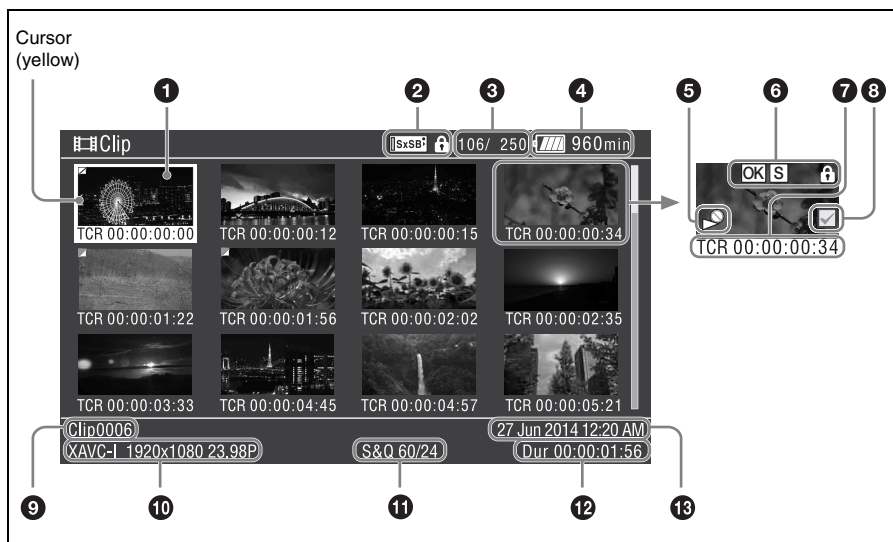 Cursor
(yellow)
1 2 3 4 5 6 7 8
Clip SxSB 106/ 250 960min
OK S
TCR 00:00:00:00 TCR 00:00:00:12 TCR 00:00:00:15 TCR 00:00:00:34
TCR 00:00:00:34
TCR 00:00:01:22 TCR 00:00:01:56 TCR 00:00:02:02 TCR 00:00:02:35
TCR 00:00:03:33 TCR 00:00:04:45 TCR 00:00:04:57 TCR 00:00:05:21
Clip0006 27 Jun 2014 12:20 AM
XAVC-I 1920x1080 23.98P S&Q 60/24 Dur 00:00:01:56
9 10 11 12 13